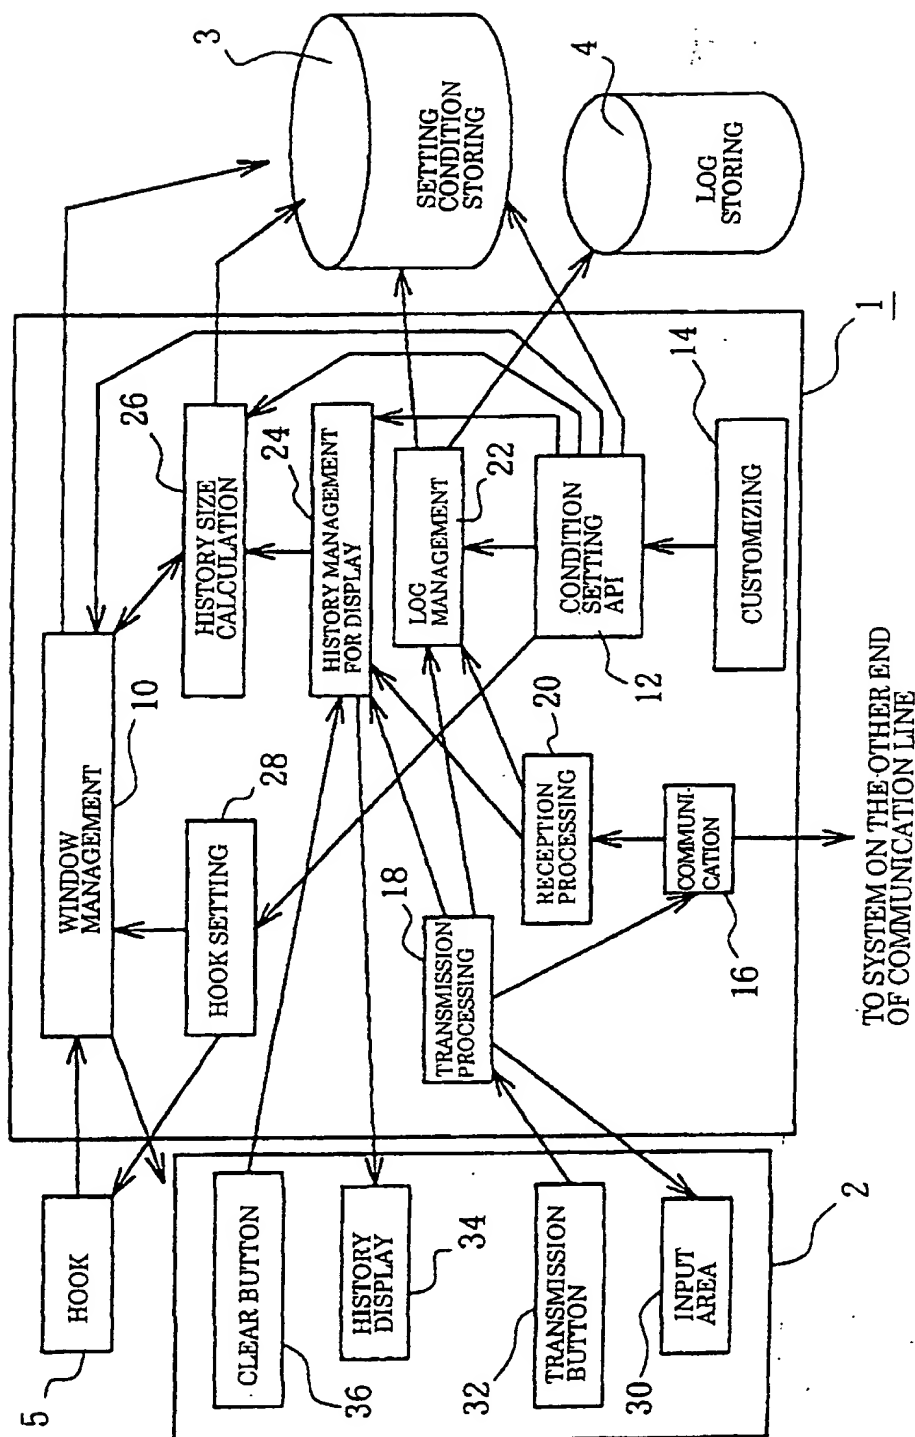 5
HOOK
WINDOW
MANAGEMENT
10
28
HOOK SETTING
26
HISTORY SIZE
CALCULATION
3
SETTING
CONDITION
STORING
36
CLEAR BUTTON
24
HISTORY MANAGEMENT
FOR DISPLAY
34
HISTORY
DISPLAY
22
LOG
MANAGEMENT
4
LOG
STORING
18
TRANSMISSION
PROCESSING
20
RECEPTION
PROCESSING
12
CONDITION
SETTING
API
32
TRANSMISSION
BUTTON
30
INPUT
AREA
16
COMMUNI-
CATION
14
CUSTOMIZING
2
1
TO SYSTEM ON THE OTHER END
OF COMMUNICATION LINE